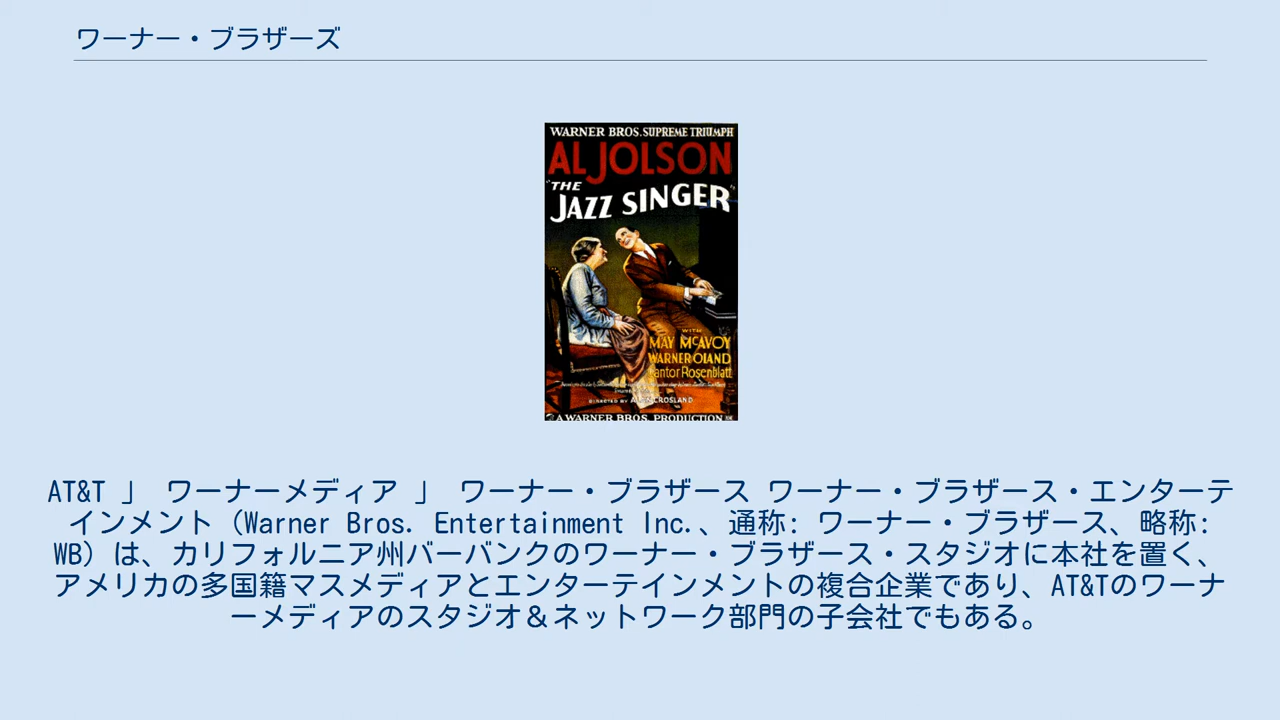 ワーナー・ブラザーズ
WARNER BROS. SUPREME TRIUMPH
AL JOLSON
"THE
JAZZ SINGER"
WITH
MAY McAVOY
WARNER OLAND
Cantor Rosenblatt
DIRECTED BY ALAN CROSLAND
A WARNER BROS. PRODUCTION
AT&T 」 ワーナーメディア 」 ワーナー・ブラザース ワーナー・ブラザース・エンターテ
インメント（Warner Bros. Entertainment Inc.、通称: ワーナー・ブラザース、略称:
WB）は、カリフォルニア州バーバンクのワーナー・ブラザース・スタジオに本社を置く、
アメリカの多国籍マスメディアとエンターテインメントの複合企業であり、AT&Tのワーナ
ーメディアのスタジオ＆ネットワーク部門の子会社でもある。